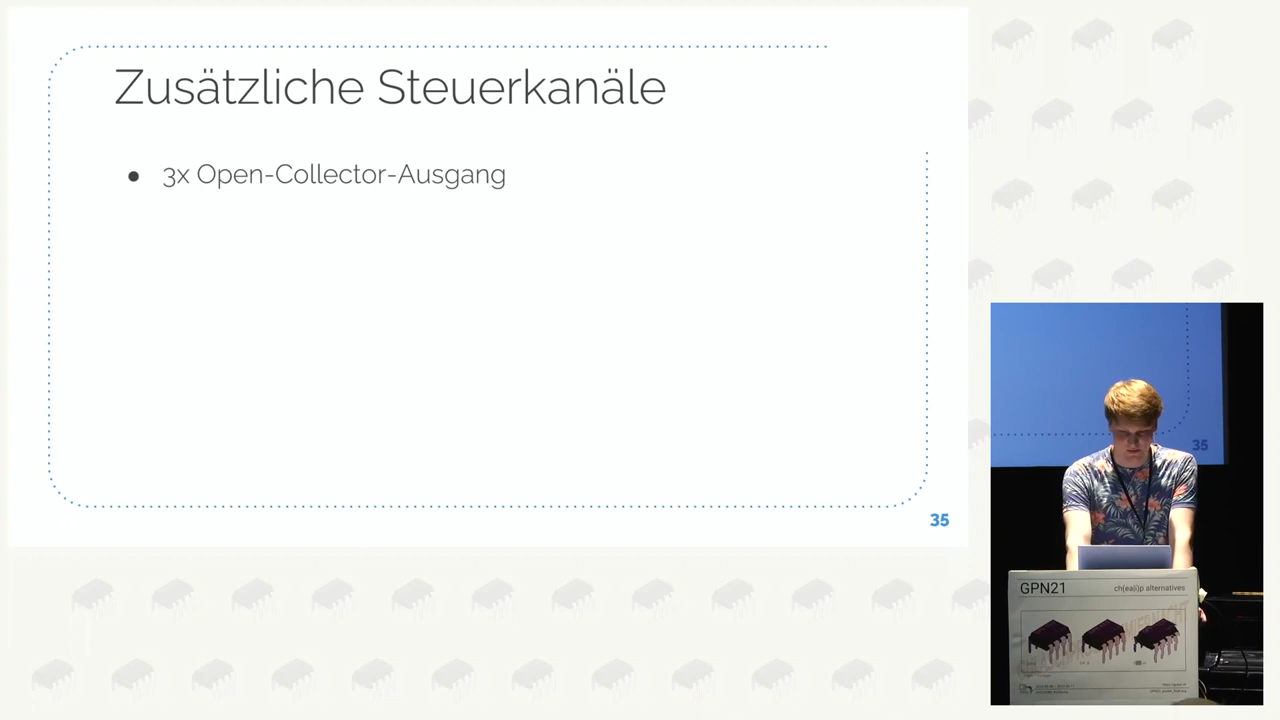 Zusätzliche Steuerkanäle
● 3x Open-Collector-Ausgang
35
35
GPN21
ch(ea(i)p alternatives